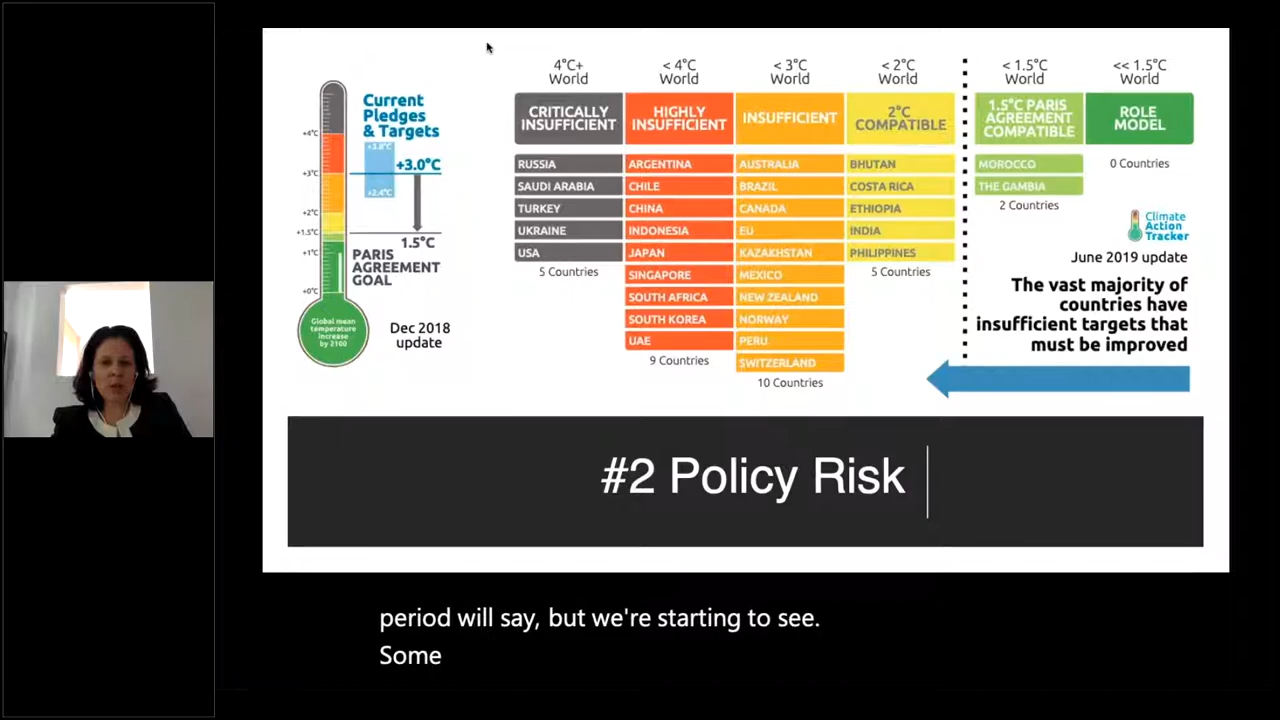 Current
Pledges
& Targets
+3.8°C
+3.0°C
+2.4°C
1.5°C
PARIS
AGREEMENT
GOAL
+4°C
+3°C
+2°C
+1.5°C
+1°C
+0°C
Global mean
temperature
increase
by 2100
Dec 2018
update
4°C+
World
CRITICALLY
INSUFFICIENT
RUSSIA
SAUDI ARABIA
TURKEY
UKRAINE
USA
5 Countries
< 4°C
World
HIGHLY
INSUFFICIENT
ARGENTINA
CHILE
CHINA
INDONESIA
JAPAN
SINGAPORE
SOUTH AFRICA
SOUTH KOREA
UAE
9 Countries
< 3°C
World
INSUFFICIENT
AUSTRALIA
BRAZIL
CANADA
EU
KAZAKHSTAN
MEXICO
NEW ZEALAND
NORWAY
PERU
SWITZERLAND
10 Countries
< 2°C
World
2°C
COMPATIBLE
BHUTAN
COSTA RICA
ETHIOPIA
INDIA
PHILIPPINES
5 Countries
< 1.5°C
World
1.5°C PARIS
AGREEMENT
COMPATIBLE
MOROCCO
THE GAMBIA
2 Countries
<< 1.5°C
World
ROLE
MODEL
0 Countries
Climate
Action
Tracker
June 2019 update
The vast majority of
countries have
insufficient targets that
must be improved
#2 Policy Risk
period will say, but we're starting to see.
Some